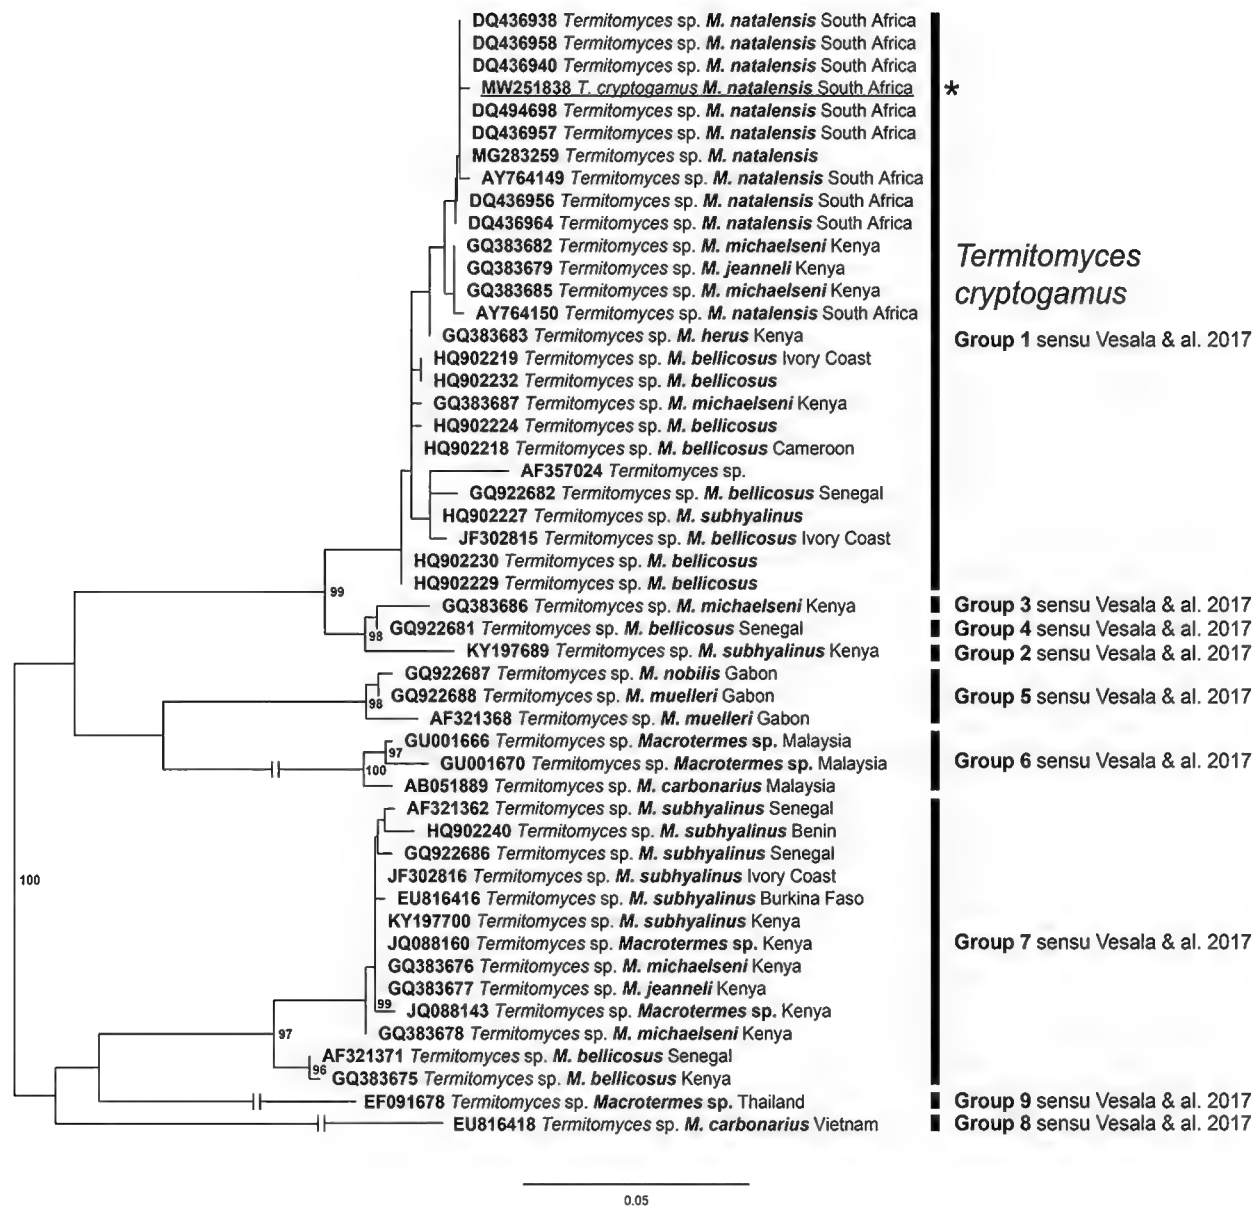 DQ436938 Termitomyces sp. M. natalensis South Africa
DQ436958 Termitomyces sp. M. natalensis South Africa
DQ436940 Termitomyces sp. M. natalensis South Africa
MW251838 T. cryptogamus M. natalensis South Africa *
DQ494698 Termitomyces sp. M. natalensis South Africa
DQ436957 Termitomyces sp. M. natalensis South Africa
MG283259 Termitomyces sp. M. natalensis
AY764149 Termitomyces sp. M. natalensis South Africa
DQ436956 Termitomyces sp. M. natalensis South Africa
DQ436964 Termitomyces sp. M. natalensis South Africa
GQ383682 Termitomyces sp. M. michaelseni Kenya
GQ383679 Termitomyces sp. M. jeanneli Kenya
GQ383685 Termitomyces sp. M. michaelseni Kenya
AY764150 Termitomyces sp. M. natalensis South Africa
GQ383683 Termitomyces sp. M. herus Kenya
HQ902219 Termitomyces sp. M. bellicosus Ivory Coast
HQ902232 Termitomyces sp. M. bellicosus
GQ383687 Termitomyces sp. M. michaelseni Kenya
HQ902224 Termitomyces sp. M. bellicosus
HQ902218 Termitomyces sp. M. bellicosus Cameroon
AF357024 Termitomyces sp.
GQ922682 Termitomyces sp. M. bellicosus Senegal
HQ902227 Termitomyces sp. M. subhyalinus
JF302815 Termitomyces sp. M. bellicosus Ivory Coast
HQ902230 Termitomyces sp. M. bellicosus
HQ902229 Termitomyces sp. M. bellicosus
Termitomyces
cryptogamus
Group 1 sensu Vesala & al. 2017
99
GQ383686 Termitomyces sp. M. michaelseni Kenya
Group 3 sensu Vesala & al. 2017
98
GQ922681 Termitomyces sp. M. bellicosus Senegal
Group 4 sensu Vesala & al. 2017
KY197689 Termitomyces sp. M. subhyalinus Kenya
Group 2 sensu Vesala & al. 2017
GQ922687 Termitomyces sp. M. nobilis Gabon
98
GQ922688 Termitomyces sp. M. muelleri Gabon
Group 5 sensu Vesala & al. 2017
AF321368 Termitomyces sp. M. muelleri Gabon
GU001666 Termitomyces sp. Macrotermes sp. Malaysia
97
GU001670 Termitomyces sp. Macrotermes sp. Malaysia
Group 6 sensu Vesala & al. 2017
100
AB051889 Termitomyces sp. M. carbonarius Malaysia
AF321362 Termitomyces sp. M. subhyalinus Senegal
HQ902240 Termitomyces sp. M. subhyalinus Benin
GQ922686 Termitomyces sp. M. subhyalinus Senegal
JF302816 Termitomyces sp. M. subhyalinus Ivory Coast
100
EU816416 Termitomyces sp. M. subhyalinus Burkina Faso
KY197700 Termitomyces sp. M. subhyalinus Kenya
JQ088160 Termitomyces sp. Macrotermes sp. Kenya
Group 7 sensu Vesala & al. 2017
GQ383676 Termitomyces sp. M. michaelseni Kenya
GQ383677 Termitomyces sp. M. jeanneli Kenya
99
JQ088143 Termitomyces sp. Macrotermes sp. Kenya
GQ383678 Termitomyces sp. M. michaelseni Kenya
97
AF321371 Termitomyces sp. M. bellicosus Senegal
96
GQ383675 Termitomyces sp. M. bellicosus Kenya
EF091678 Termitomyces sp. Macrotermes sp. Thailand
Group 9 sensu Vesala & al. 2017
EU816418 Termitomyces sp. M. carbonarius Vietnam
Group 8 sensu Vesala & al. 2017
0.05